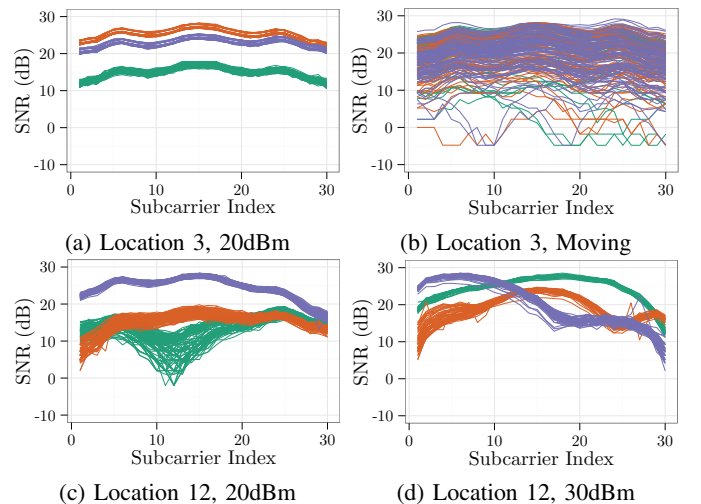 30
20
10
0
-10
SNR (dB)
0 10 20 30
Subcarrier Index
(a) Location 3, 20dBm
30
20
10
0
-10
SNR (dB)
0 10 20 30
Subcarrier Index
(b) Location 3, Moving
30
20
10
0
-10
SNR (dB)
0 10 20 30
Subcarrier Index
(c) Location 12, 20dBm
30
20
10
0
-10
SNR (dB)
0 10 20 30
Subcarrier Index
(d) Location 12, 30dBm